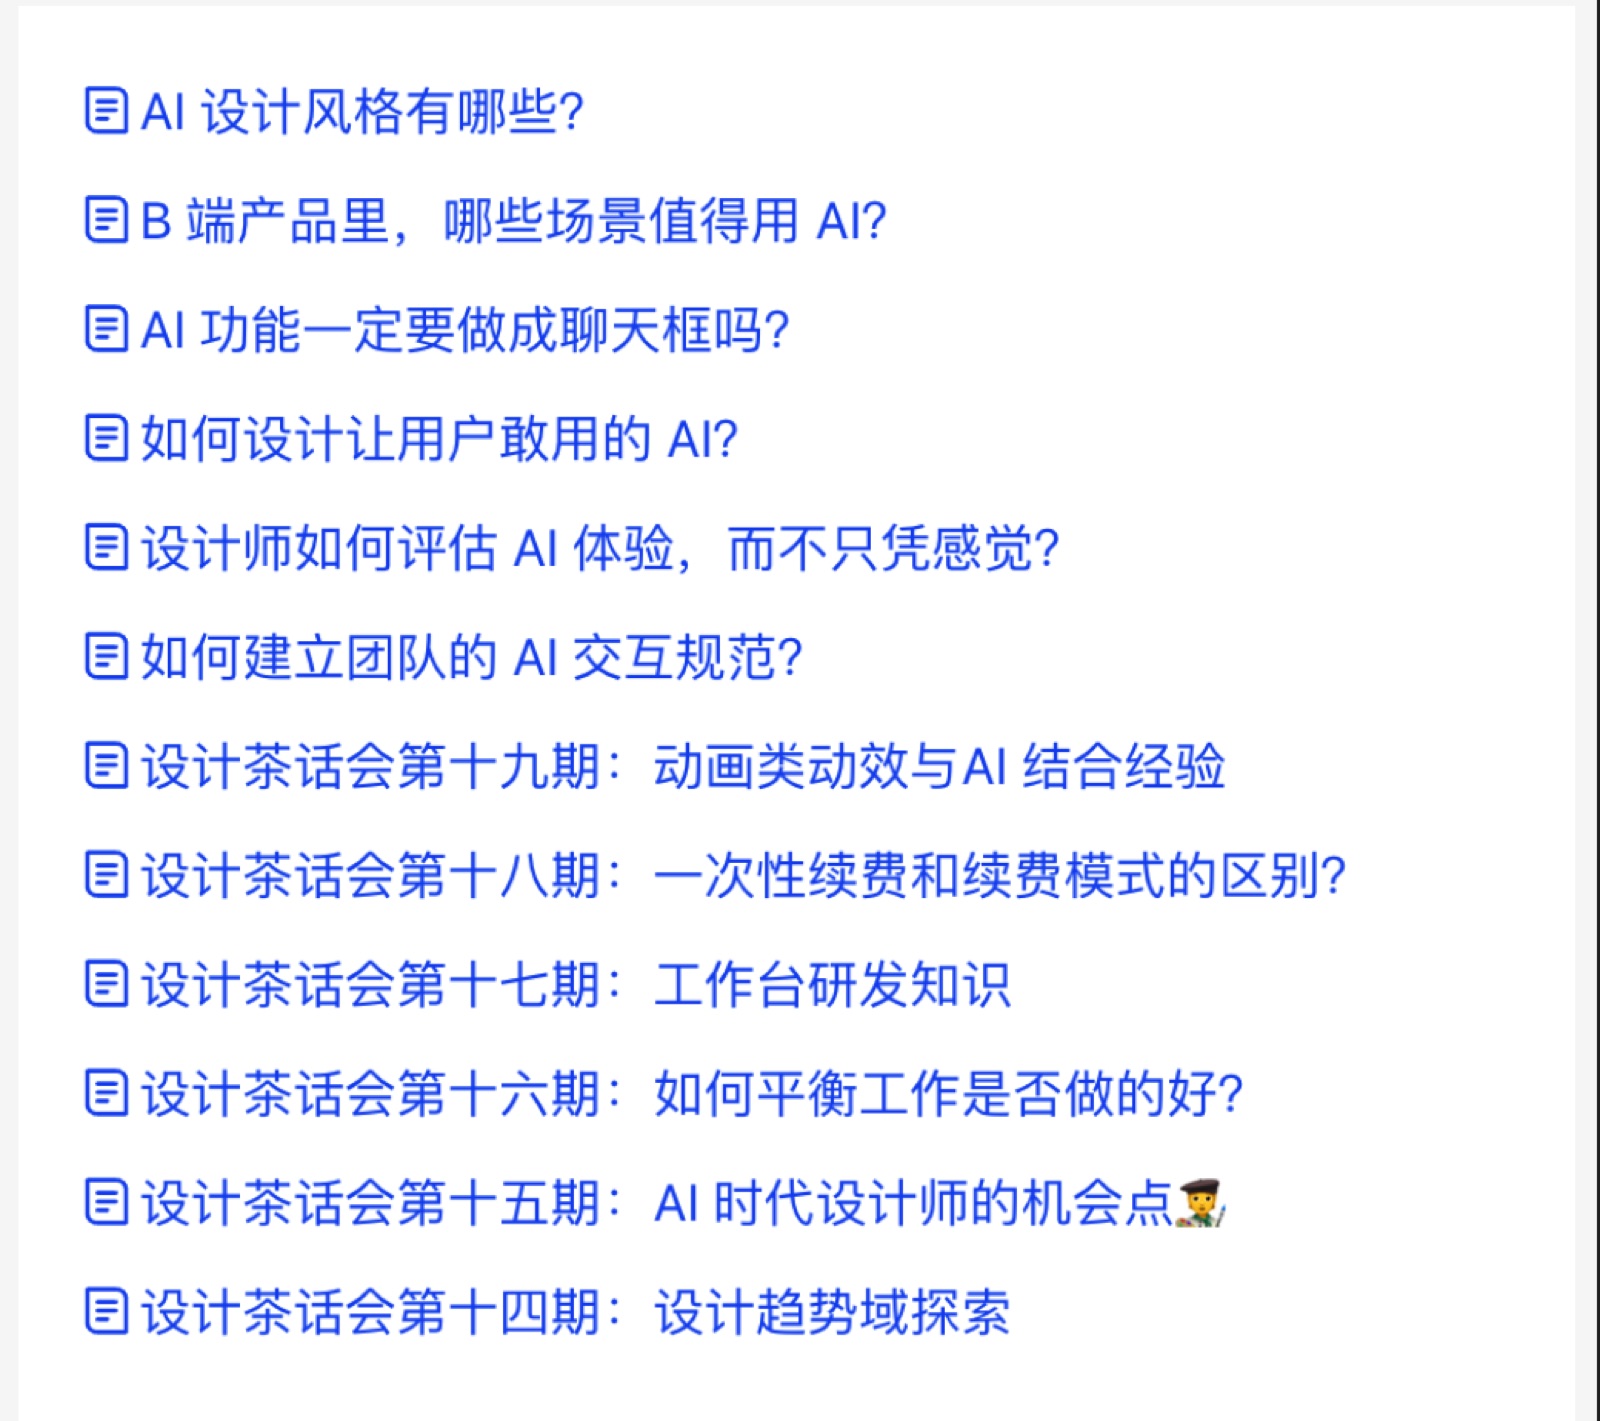 AI 设计风格有哪些?
B 端产品里，哪些场景值得用 AI?
AI 功能一定要做成聊天框吗?
如何设计让用户敢用的 AI?
设计师如何评估 AI 体验，而不只凭感觉?
如何建立团队的 AI 交互规范?
设计茶话会第十九期：动画类动效与AI 结合经验
设计茶话会第十八期：一次性续费和续费模式的区别?
设计茶话会第十七期：工作台研发知识
设计茶话会第十六期：如何平衡工作是否做的好?
设计茶话会第十五期：AI 时代设计师的机会点👩‍🎨
设计茶话会第十四期：设计趋势域探索